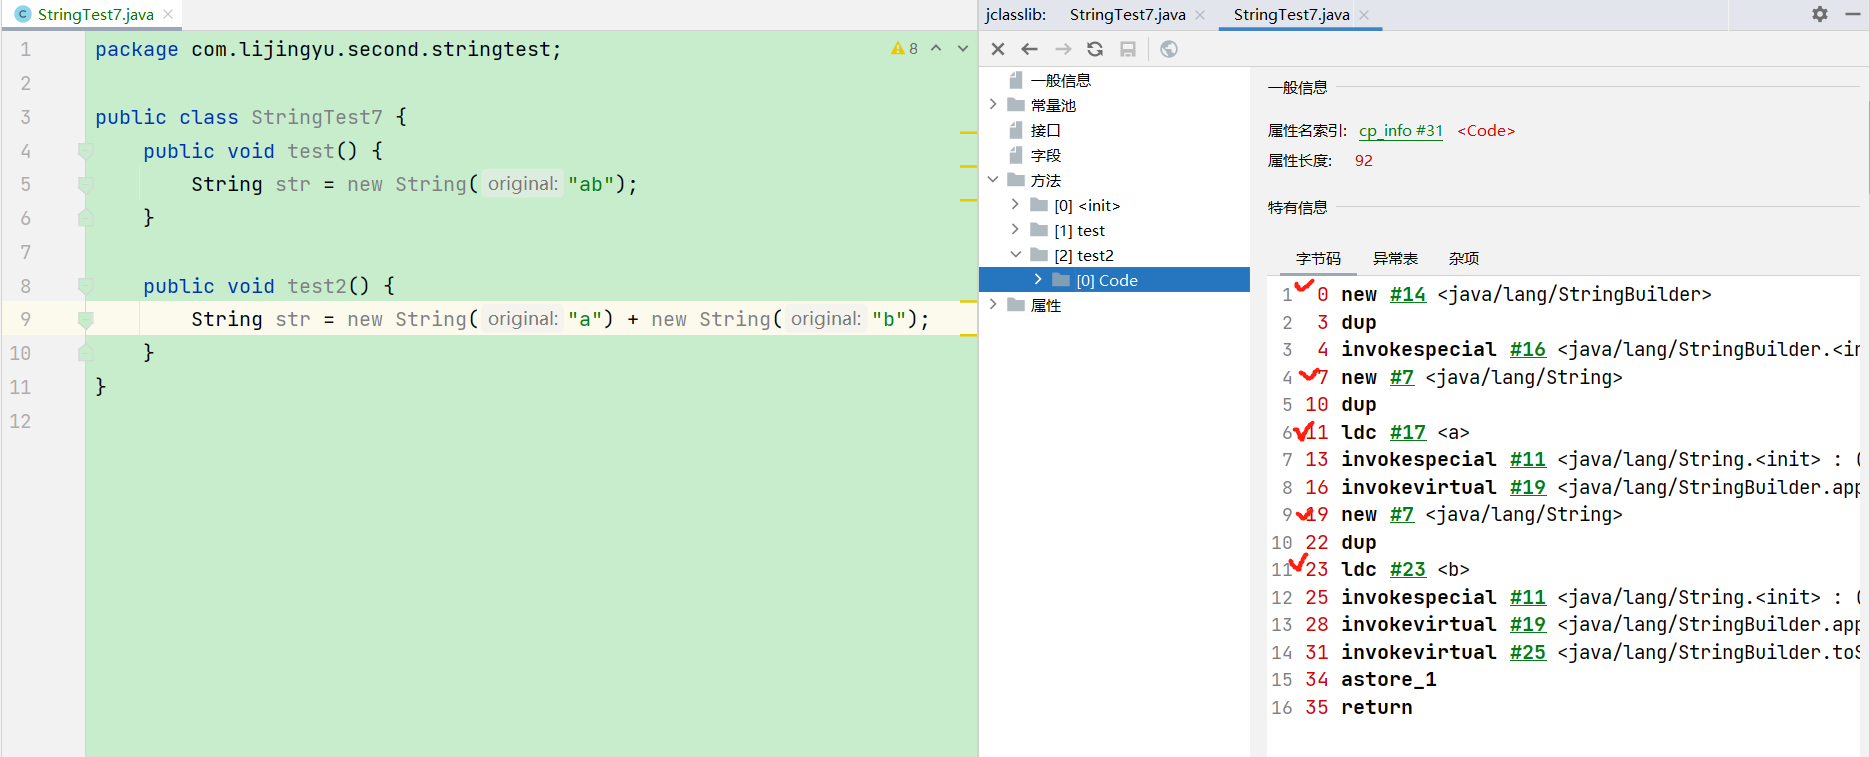 StringTest7.java
1 package com.lijingyu.second.stringtest;
8
2
3 public class StringTest7 {
4 public void test() {
5 String str = new String( original: "ab");
6 }
7
8 public void test2() {
9 String str = new String( original: "a") + new String( original: "b");
10 }
11 }
12
jclasslib: StringTest7.java StringTest7.java
一般信息
常量池
接口
字段
方法
[0] <init>
[1] test
[2] test2
[0] Code
属性
一般信息
属性名索引: cp_info #31 <Code>
属性长度: 92
特有信息
字节码 异常表 杂项
1 0 new #14 <java/lang/StringBuilder>
2 3 dup
3 4 invokespecial #16 <java/lang/StringBuilder.<in
4 7 new #7 <java/lang/String>
5 10 dup
6 11 ldc #17 <a>
7 13 invokespecial #11 <java/lang/String.<init> : (
8 16 invokevirtual #19 <java/lang/StringBuilder.app
9 19 new #7 <java/lang/String>
10 22 dup
11 23 ldc #23 <b>
12 25 invokespecial #11 <java/lang/String.<init> : (
13 28 invokevirtual #19 <java/lang/StringBuilder.app
14 31 invokevirtual #25 <java/lang/StringBuilder.toS
15 34 astore_1
16 35 return